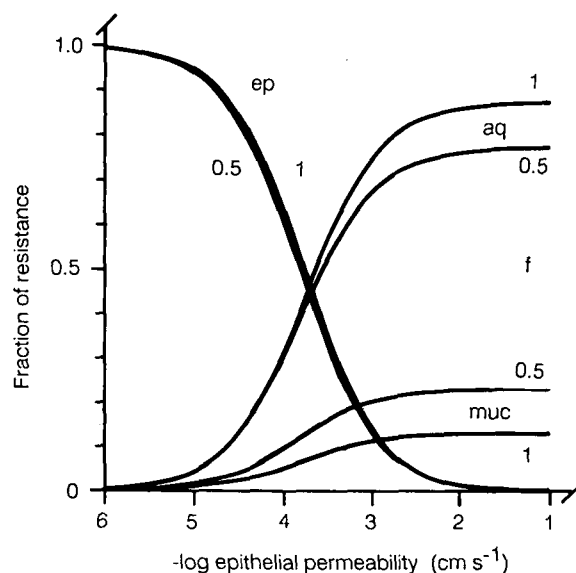 Fraction of resistance
1.0
0.5
0
ep
0.5 1
1
aq
0.5
f
0.5
muc
1
6 5 4 3 2 1
-log epithelial permeability (cm s⁻¹)